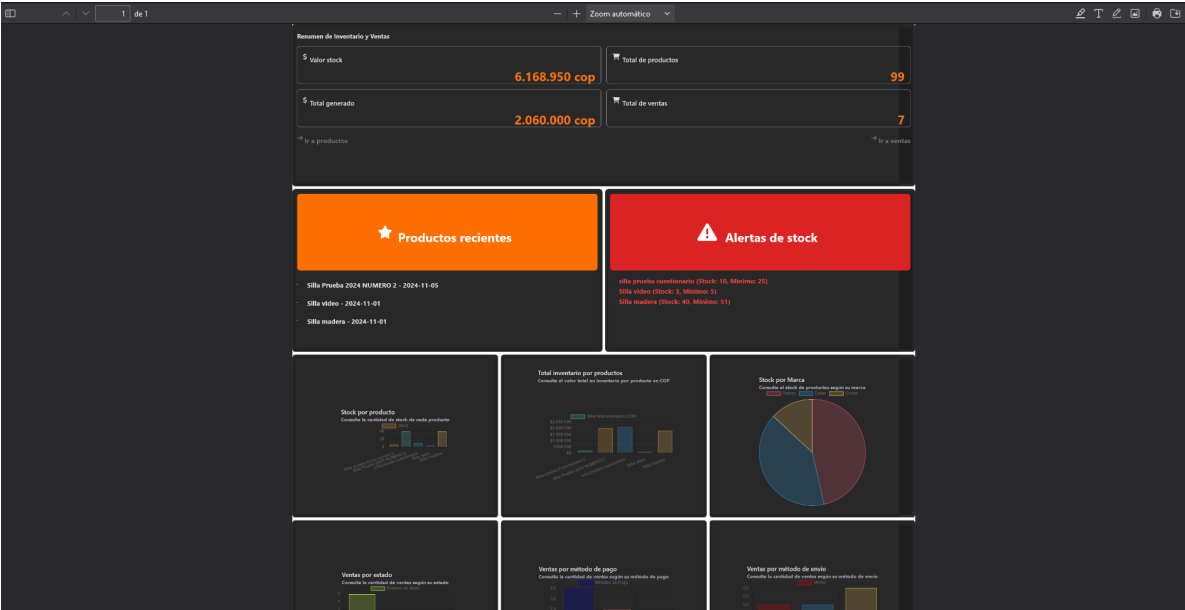 1 de 1
Zoom automático
Resumen de Inventario y Ventas
$ Valor stock
6.168.950 cop
Total de productos
99
$ Total generado
2.060.000 cop
Total de ventas
7
Ir a productos
Ir a ventas
Productos recientes
Alertas de stock
Silla Prueba 2024 NUMERO 2 - 2024-11-05
Silla video - 2024-11-01
Silla madera - 2024-11-01
silla prueba cuestionario (Stock: 10, Mínimo: 25)
Silla video (Stock: 3, Mínimo: 5)
Silla madera (Stock: 40, Mínimo: 51)
Stock por producto
Consulte la cantidad de stock de cada producto
Total inventario por productos
Consulte el valor total en inventario por producto en COP
Valor total inventario (COP)
Stock por Marca
Consulte el stock de productos según su marca
Ventas por estado
Consulte la cantidad de ventas según su estado
Ventas por método de pago
Consulte la cantidad de ventas según su método de pago
Ventas por método de envío
Consulte la cantidad de ventas según su método de envío